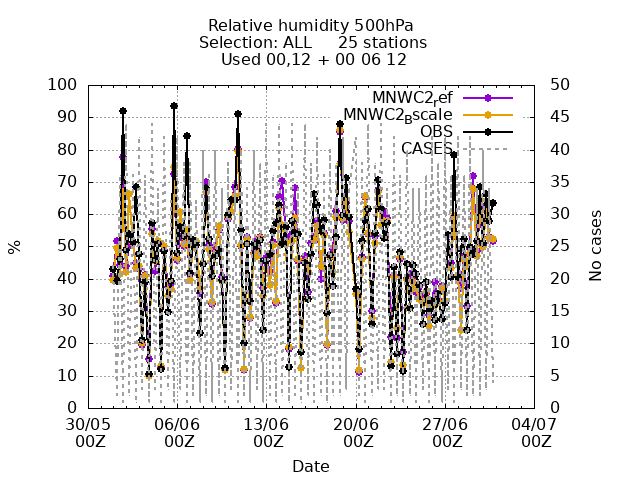 Relative humidity 500hPa
Selection: ALL 25 stations
Used 00,12 + 00 06 12
100 50
90 45
80 40
70 35
60 30
50 25
40 20
30 15
20 10
10 5
0 0
MNWC2ref
MNWC2Bscale
OBS
CASES
%
No cases
30/05 06/06 13/06 20/06 27/06 04/07
00Z 00Z 00Z 00Z 00Z 00Z
Date